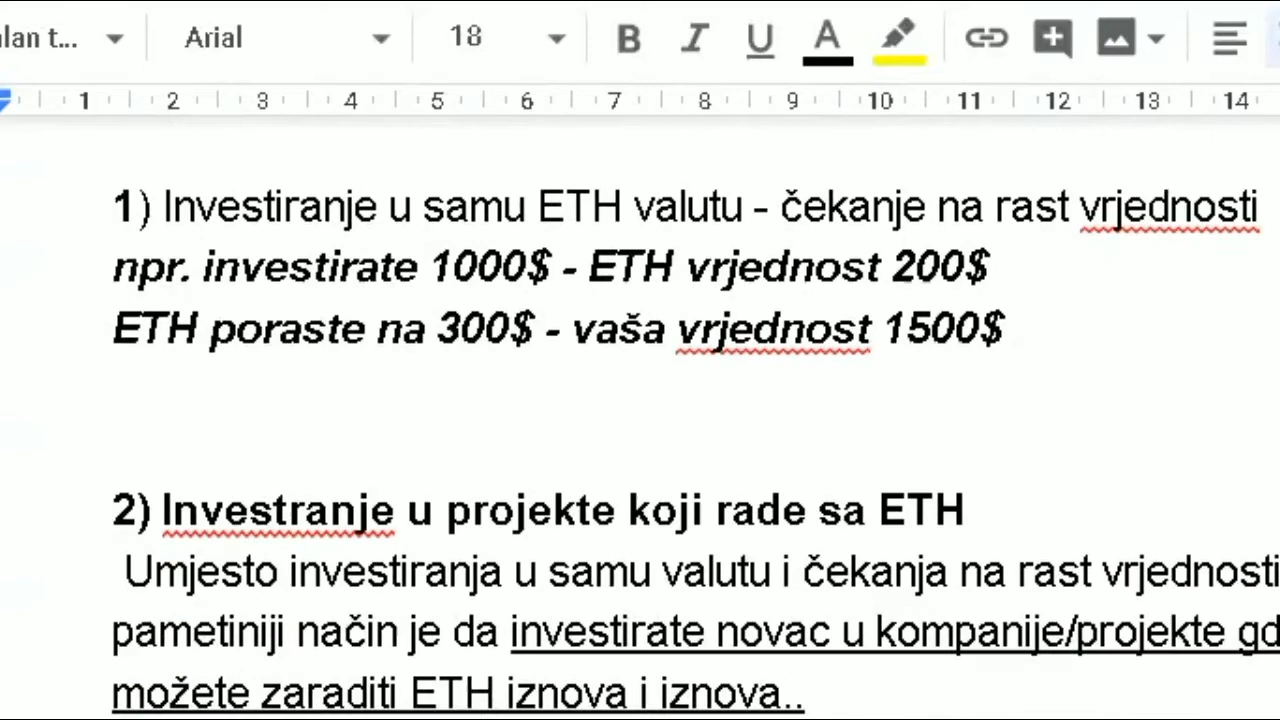 lan t...
Arial
18
B I U A
1 2 3 4 5 6 7 8 9 10 11 12 13 14
1) Investiranje u samu ETH valutu - čekanje na rast vrjednosti
npr. investirate 1000$ - ETH vrjednost 200$
ETH poraste na 300$ - vaša vrjednost 1500$
2) Investranje u projekte koji rade sa ETH
Umjesto investiranja u samu valutu i čekanja na rast vrjednosti
pametiniji način je da investirate novac u kompanije/projekte gd
možete zaraditi ETH iznova i iznova..